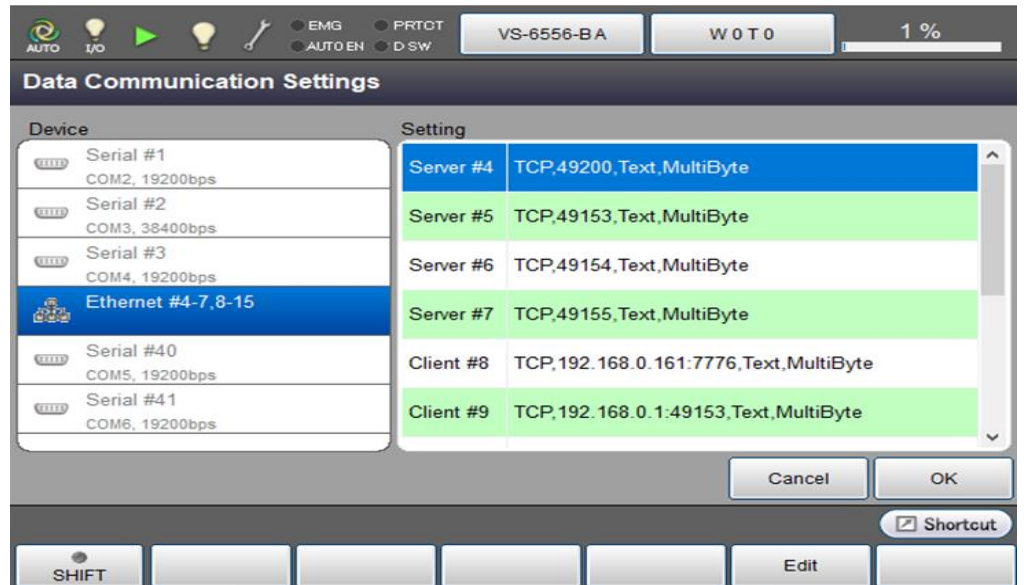 AUTO
I/O
EMG
AUTO EN
PRTCT
D SW
VS-6556-BA
W 0 T 0
1 %
Data Communication Settings
Device
Setting
Serial #1
COM2, 19200bps
Serial #2
COM3, 38400bps
Serial #3
COM4, 19200bps
Ethernet #4-7,8-15
Serial #40
COM5, 19200bps
Serial #41
COM6, 19200bps
Server #4 TCP,49200,Text,MultiByte
Server #5 TCP,49153,Text,MultiByte
Server #6 TCP,49154,Text,MultiByte
Server #7 TCP,49155,Text,MultiByte
Client #8 TCP,192.168.0.161:7776,Text,MultiByte
Client #9 TCP,192.168.0.1:49153,Text,MultiByte
Cancel
OK
Shortcut
SHIFT
Edit